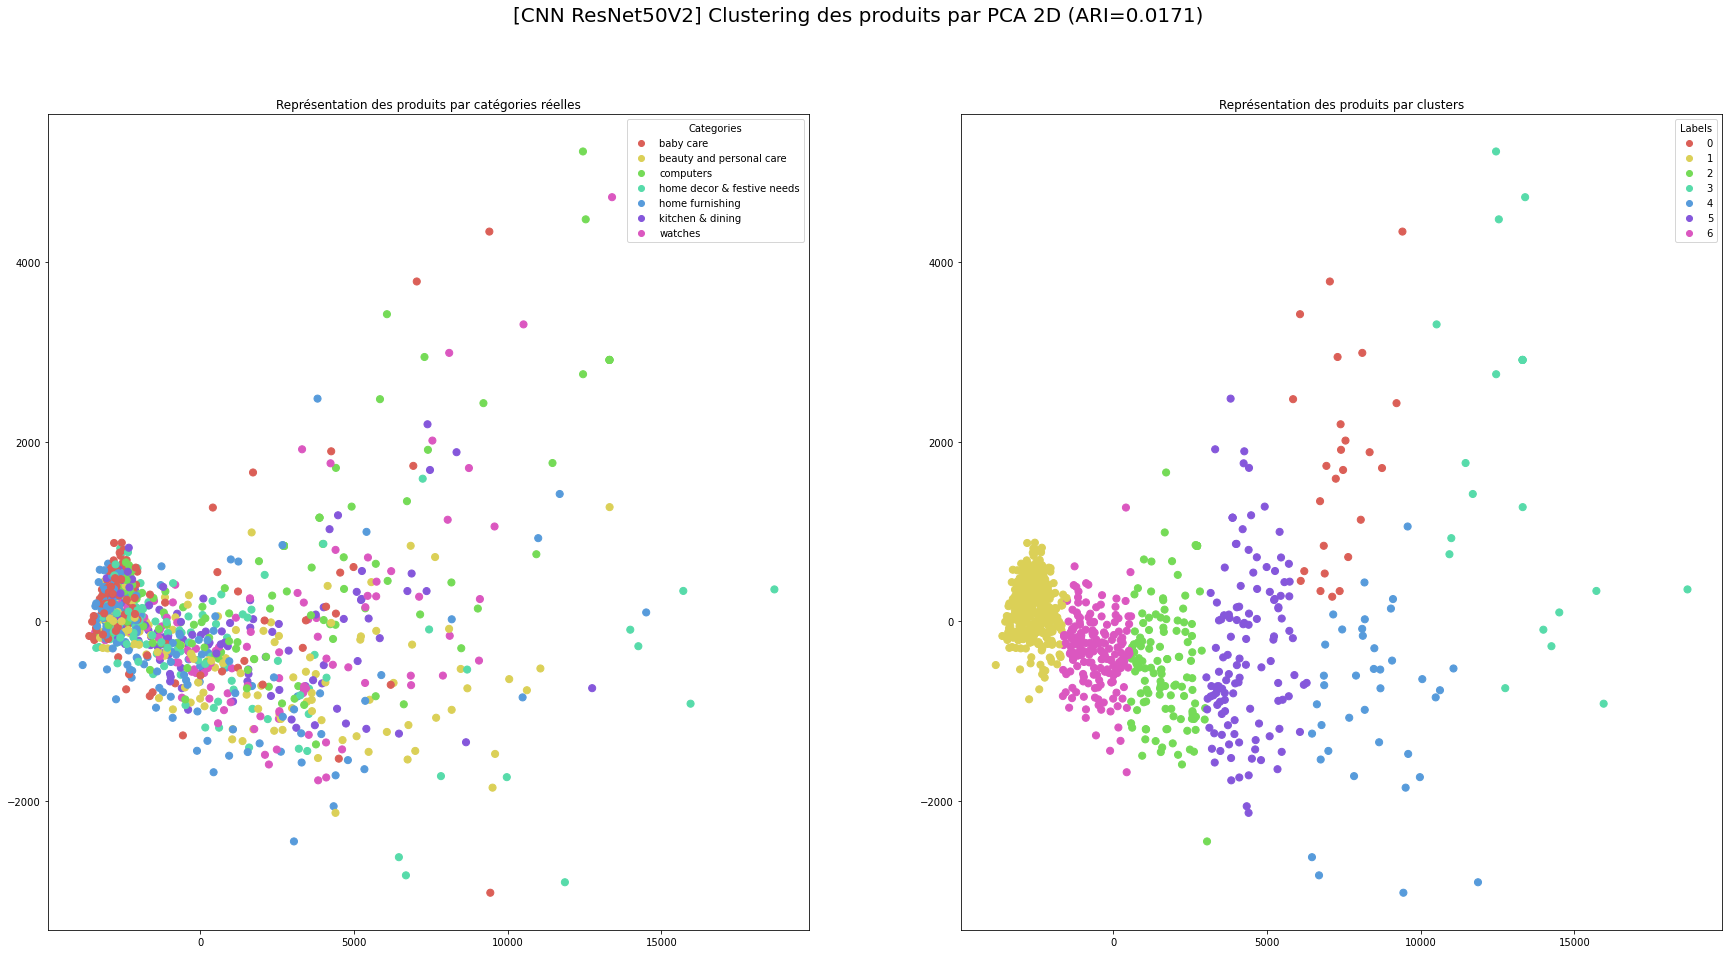 [CNN ResNet50V2] Clustering des produits par PCA 2D (ARI=0.0171)
Représentation des produits par catégories réelles
Categories
baby care
beauty and personal care
computers
home decor & festive needs
home furnishing
kitchen & dining
watches
4000
2000
0
−2000
0
5000
10000
15000
Représentation des produits par clusters
Labels
0
1
2
3
4
5
6
4000
2000
0
−2000
0
5000
10000
15000